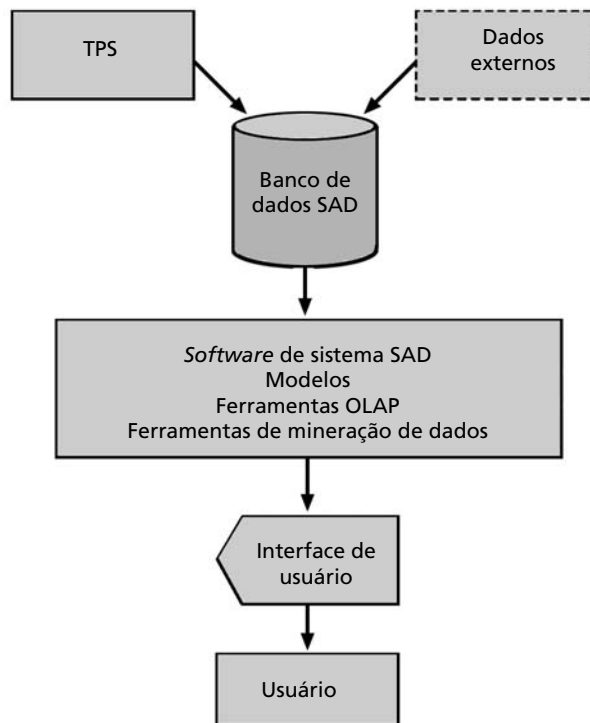 TPS
Dados
externos
Banco de
dados SAD
Software de sistema SAD
Modelos
Ferramentas OLAP
Ferramentas de mineração de dados
Interface de
usuário
Usuário